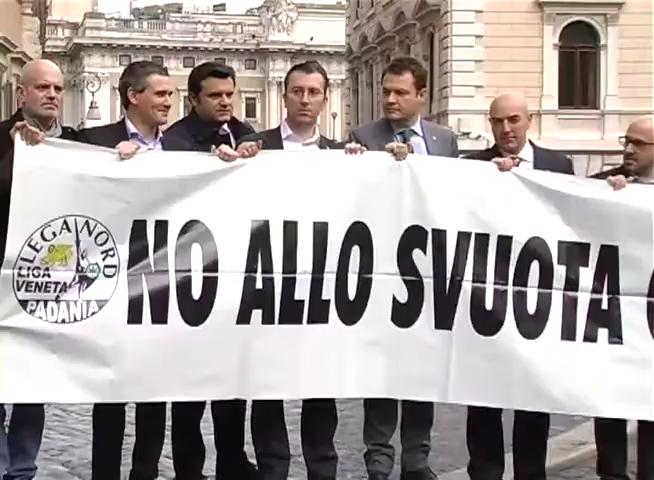 LEGA NORD
LIGA
VENETA
PADANIA
NO ALLO SVUOTA